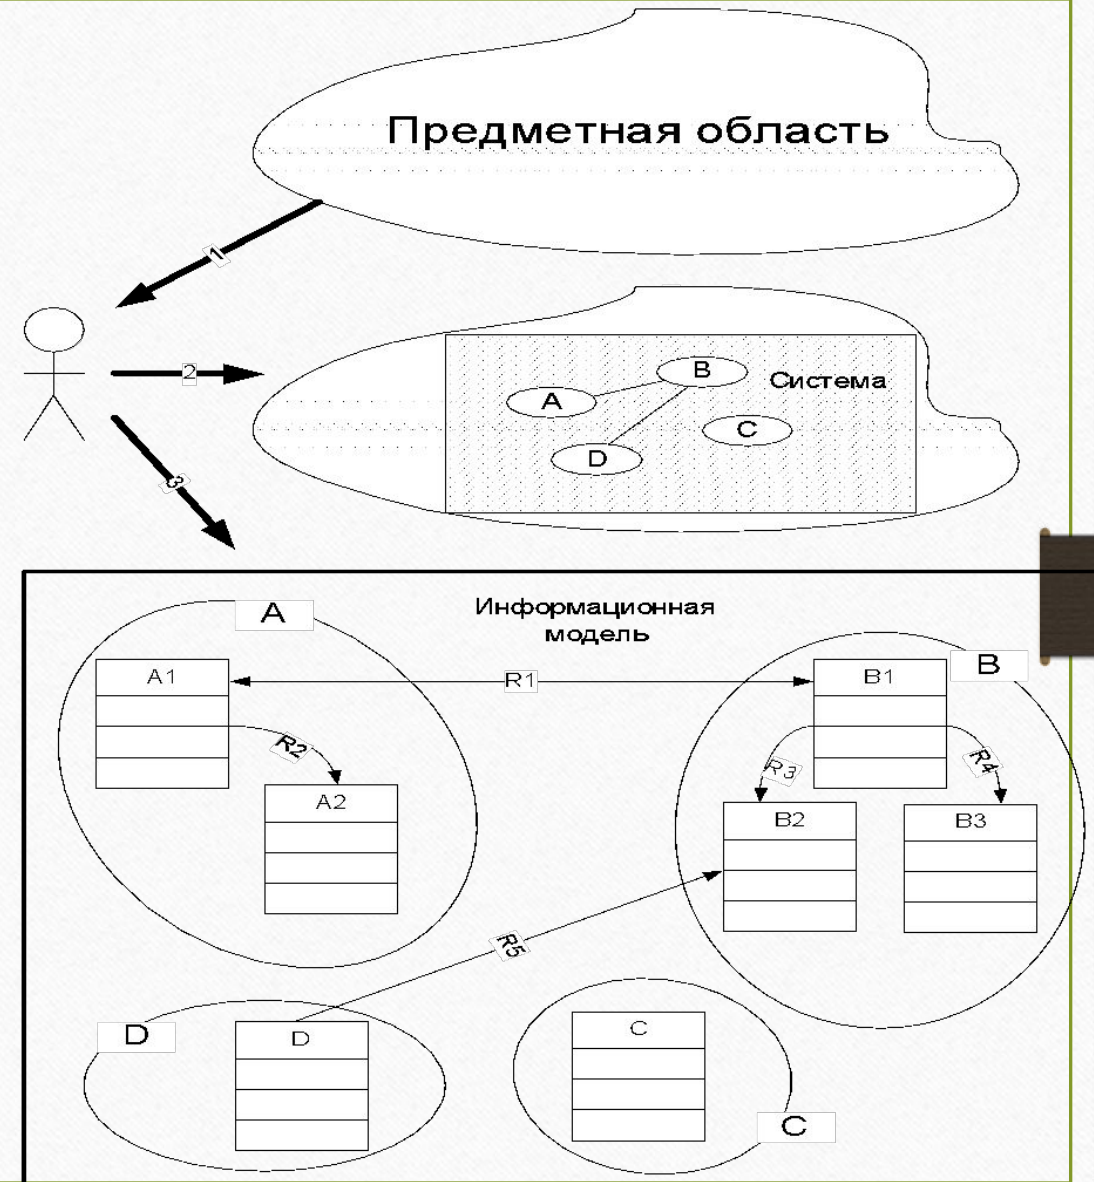 Предметная область
1
2
B
Система
A
C
D
3
A
Информационная
модель
B
A1
R1
B1
R2
R3
R4
A2
B2
B3
R5
D
D
C
C